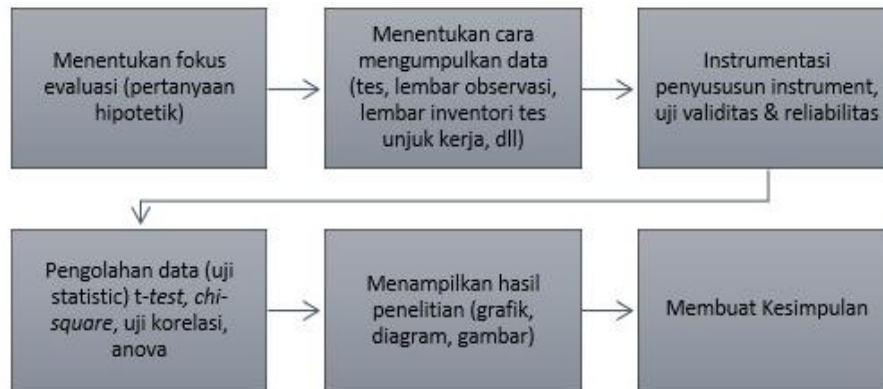 Menentukan fokus
evaluasi (pertanyaan
hipotetik)
Menentukan cara
mengumpulkan data
(tes, lembar observasi,
lembar inventori tes
unjuk kerja, dll)
Instrumentasi
penyususun instrument,
uji validitas & reliabilitas
Pengolahan data (uji
statistic) t-test, chi-
square, uji korelasi,
anova
Menampilkan hasil
penelitian (grafik,
diagram, gambar)
Membuat Kesimpulan